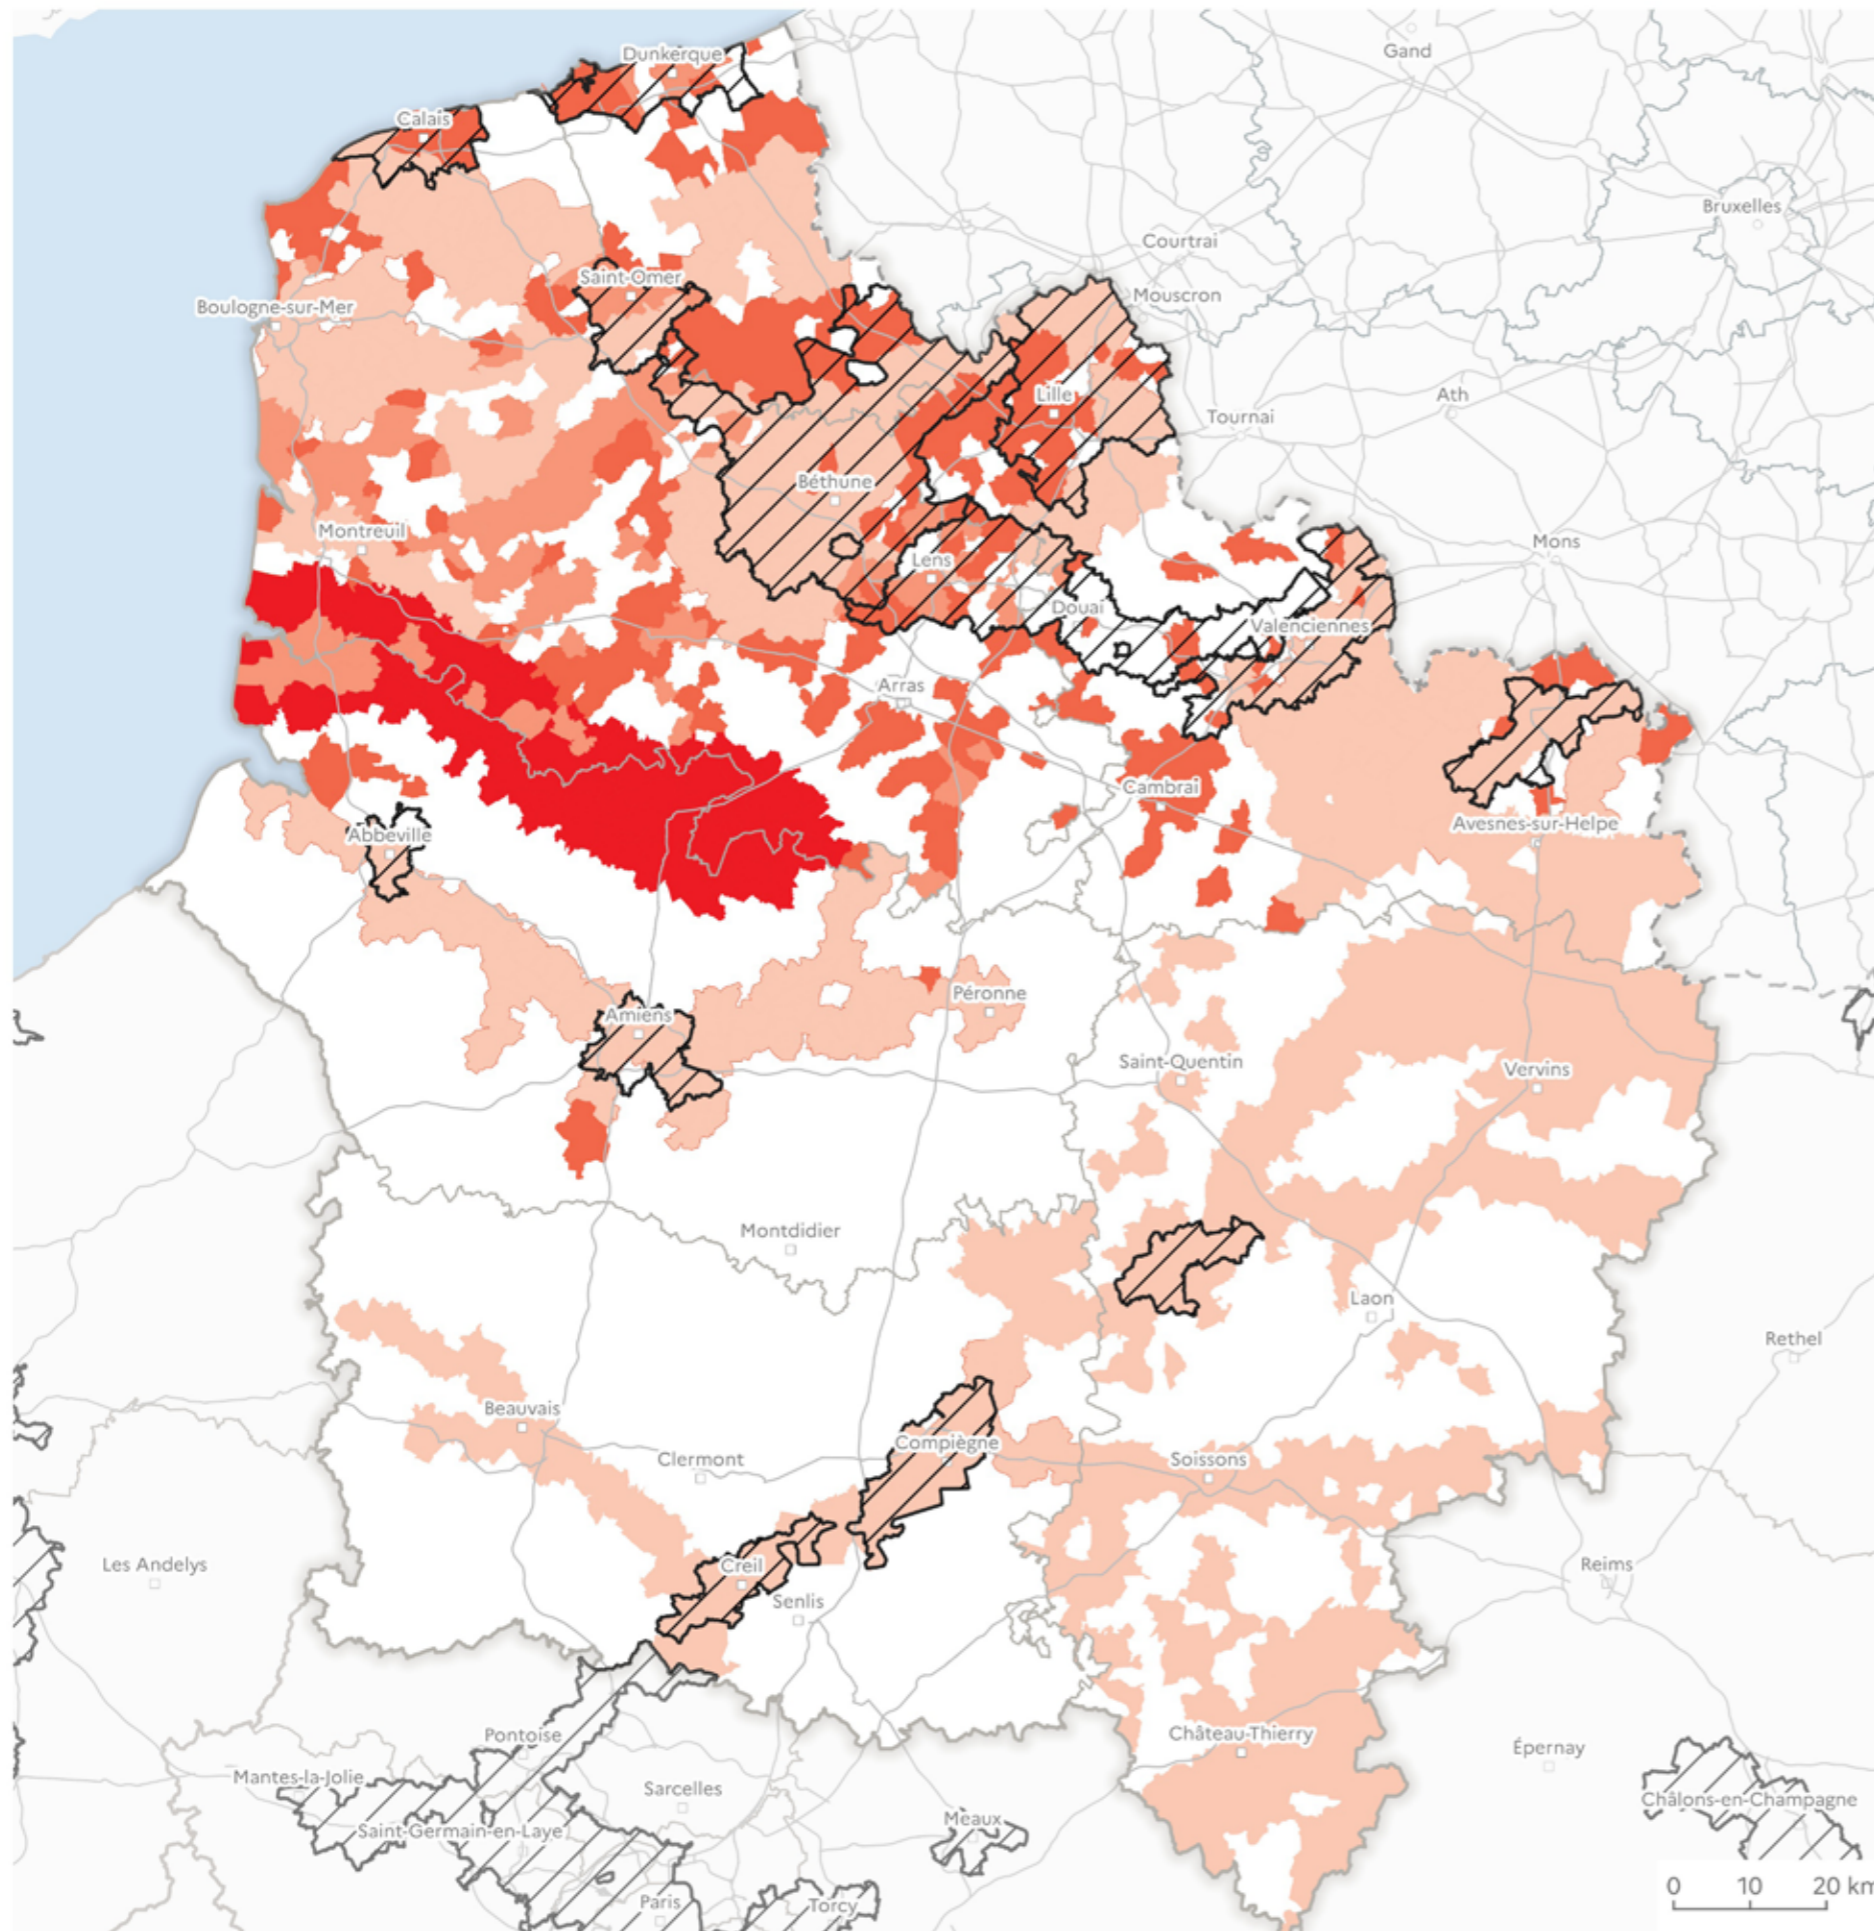 Gand
Dunkerque
Calais
Bruxelles
Courtrai
Saint-Omer
Mouscron
Boulogne-sur-Mer
Lille
Ath
Tournai
Béthune
Montreuil
Mons
Lens
Douai
Valenciennes
Arras
Cambrai
Avesnes-sur-Helpe
Abbeville
Péronne
Amiens
Saint-Quentin
Vervins
Montdidier
Laon
Rethel
Beauvais
Compiègne
Clermont
Soissons
Les Andelys
Creil
Reims
Senlis
Pontoise
Château-Thierry
Épernay
Mantes-la-Jolie
Sarcelles
Châlons-en-Champagne
Meaux
Saint-Germain-en-Laye
Paris
Torcy
0 10 20 km